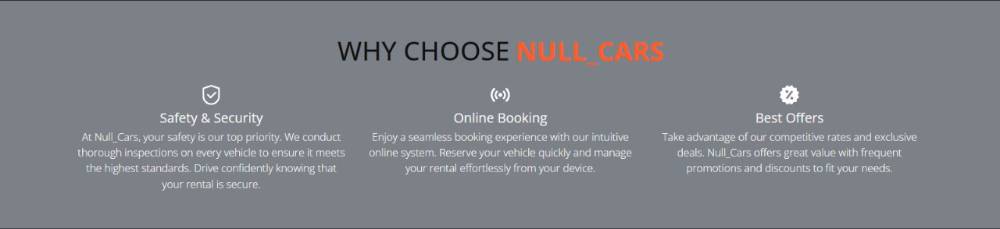 WHY CHOOSE NULL_CARS
Safety & Security
At Null_Cars, your safety is our top priority. We conduct
thorough inspections on every vehicle to ensure it meets
the highest standards. Drive confidently knowing that
your rental is secure.
Online Booking
Enjoy a seamless booking experience with our intuitive
online system. Reserve your vehicle quickly and manage
your rental effortlessly from your device.
Best Offers
Take advantage of our competitive rates and exclusive
deals. Null_Cars offers great value with frequent
promotions and discounts to fit your needs.